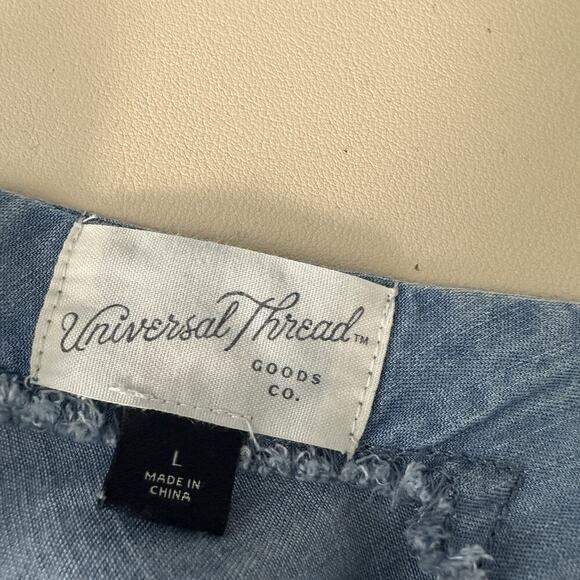 Universal Thread™
GOODS
CO.
L
MADE IN
CHINA